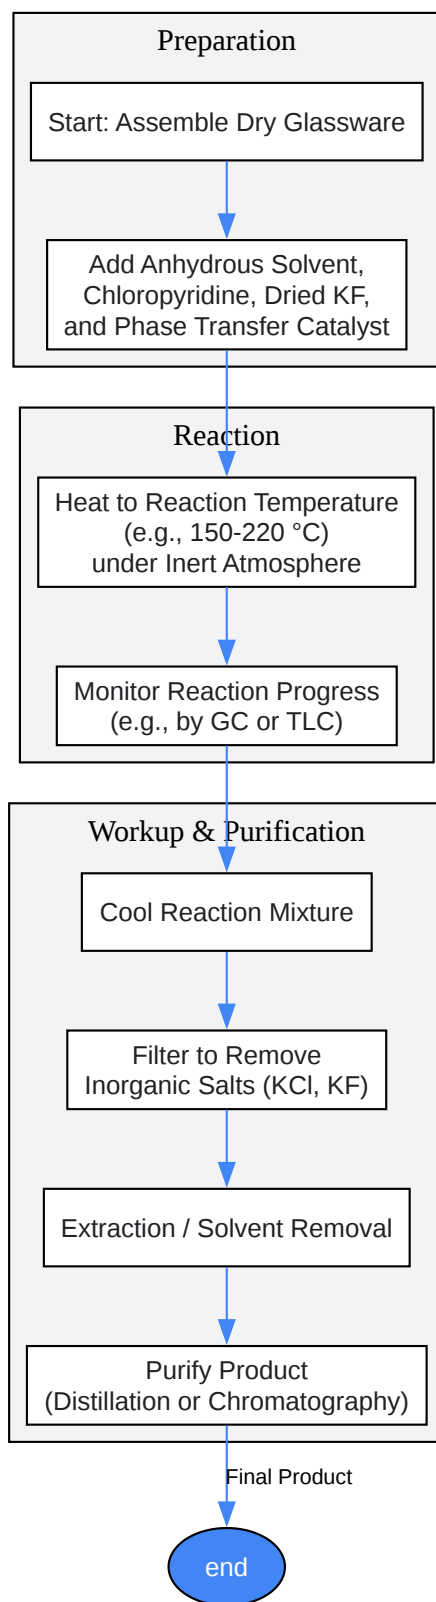 Preparation
Start: Assemble Dry Glassware
Add Anhydrous Solvent,
Chloropyridine, Dried KF,
and Phase Transfer Catalyst
Reaction
Heat to Reaction Temperature
(e.g., 150-220 °C)
under Inert Atmosphere
Monitor Reaction Progress
(e.g., by GC or TLC)
Workup & Purification
Cool Reaction Mixture
Filter to Remove
Inorganic Salts (KCl, KF)
Extraction / Solvent Removal
Purify Product
(Distillation or Chromatography)
Final Product
end